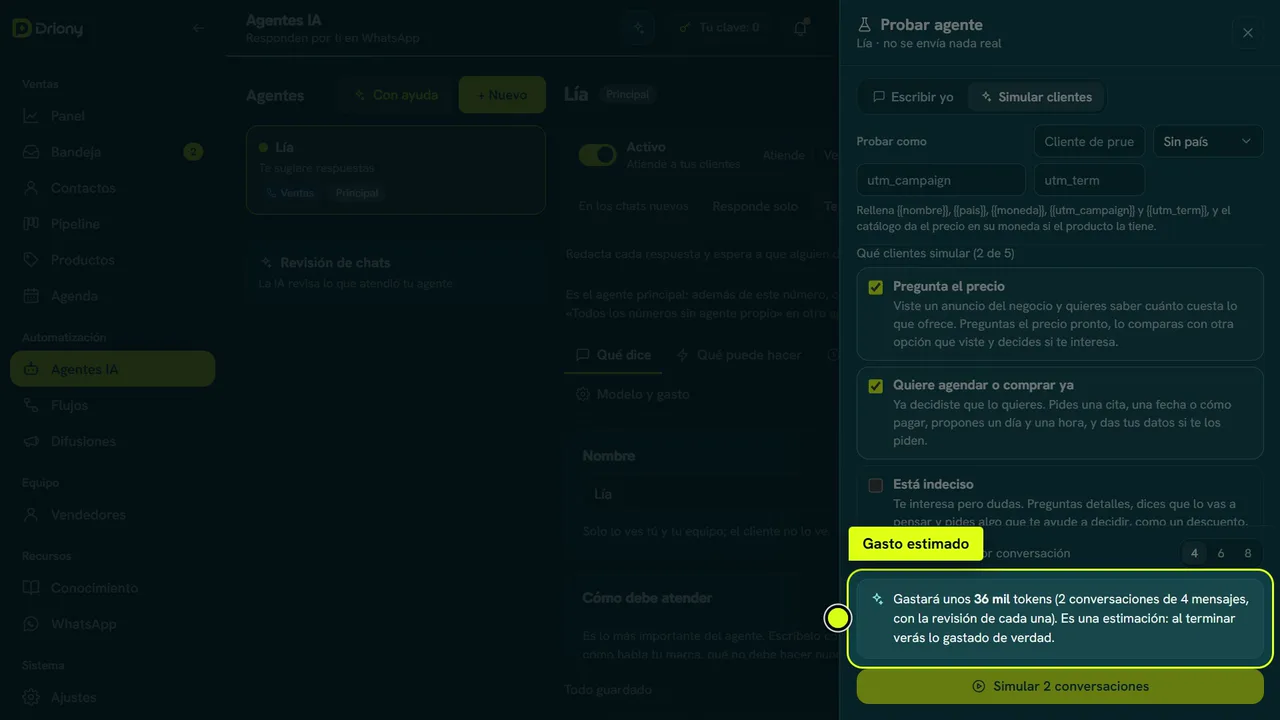 Driony
Ventas
Panel
Bandeja
2
Contactos
Pipeline
Productos
Agenda
Automatización
Agentes IA
Flujos
Difusiones
Equipo
Vendedores
Recursos
Conocimiento
WhatsApp
Sistema
Ajustes
Agentes IA
Responden por ti en WhatsApp
Tu clave: 0
Agentes
Con ayuda
+ Nuevo
Lía
Te sugiere respuestas
Ventas
Principal
Revisión de chats
La IA revisa lo que atendió tu agente
Lía
Principal
Activo
Atiende a tus clientes
Atiende
En los chats nuevos
Responde solo
Redacta cada respuesta y espera a que alguien
Es el agente principal: además de este número,
«Todos los números sin agente propio» en otro
Qué dice
Qué puede hacer
Modelo y gasto
Nombre
Lía
Solo lo ves tú y tu equipo; el cliente no lo ve
Cómo debe atender
Es lo más importante del agente. Escríbelo
cómo habla tu marca, qué no debe hacer
Todo guardado
Probar agente
Lía · no se envía nada real
Escribir yo
Simular clientes
Probar como
Cliente de prue
Sin país
utm_campaign
utm_term
Rellena {{nombre}}, {{pais}}, {{moneda}}, {{utm_campaign}} y {{utm_term}}, y el
catálogo da el precio en su moneda si el producto la tiene.
Qué clientes simular (2 de 5)
Pregunta el precio
Viste un anuncio del negocio y quieres saber cuánto cuesta lo
que ofrece. Preguntas el precio pronto, lo comparas con otra
opción que viste y decides si te interesa.
Quiere agendar o comprar ya
Ya decidiste que lo quieres. Pides una cita, una fecha o cómo
pagar, propones un día y una hora, y das tus datos si te los
piden.
Está indeciso
Te interesa pero dudas. Preguntas detalles, dices que lo vas a
pensar y pides algo que te ayude a decidir, como un descuento.
Gasto estimado
or conversación
4 6 8
Gastará unos 36 mil tokens (2 conversaciones de 4 mensajes,
con la revisión de cada una). Es una estimación: al terminar
verás lo gastado de verdad.
Simular 2 conversaciones